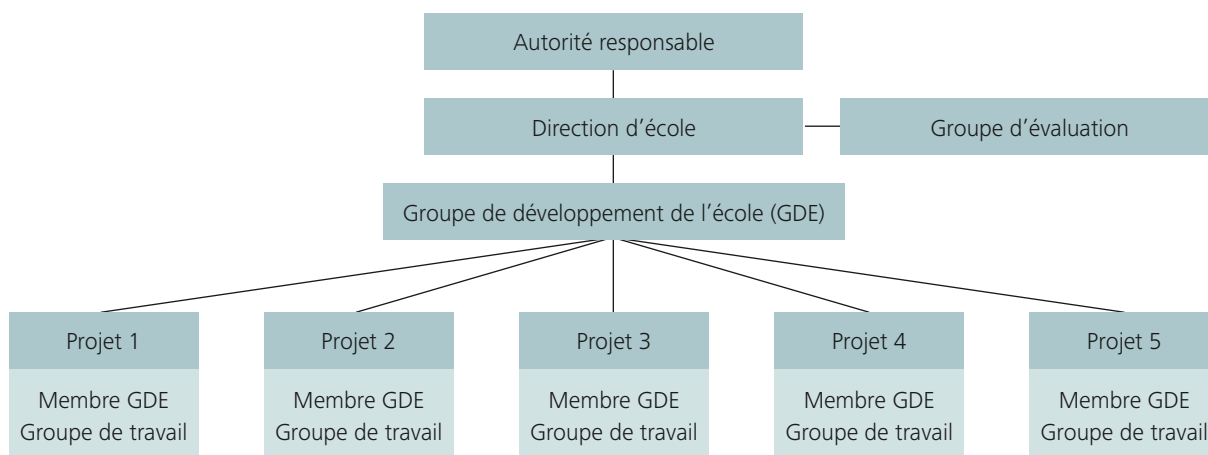 Autorité responsable
Direction d’école
Groupe d’évaluation
Groupe de développement de l’école (GDE)
Projet 1
Projet 2
Projet 3
Projet 4
Projet 5
Membre GDE
Groupe de travail
Membre GDE
Groupe de travail
Membre GDE
Groupe de travail
Membre GDE
Groupe de travail
Membre GDE
Groupe de travail